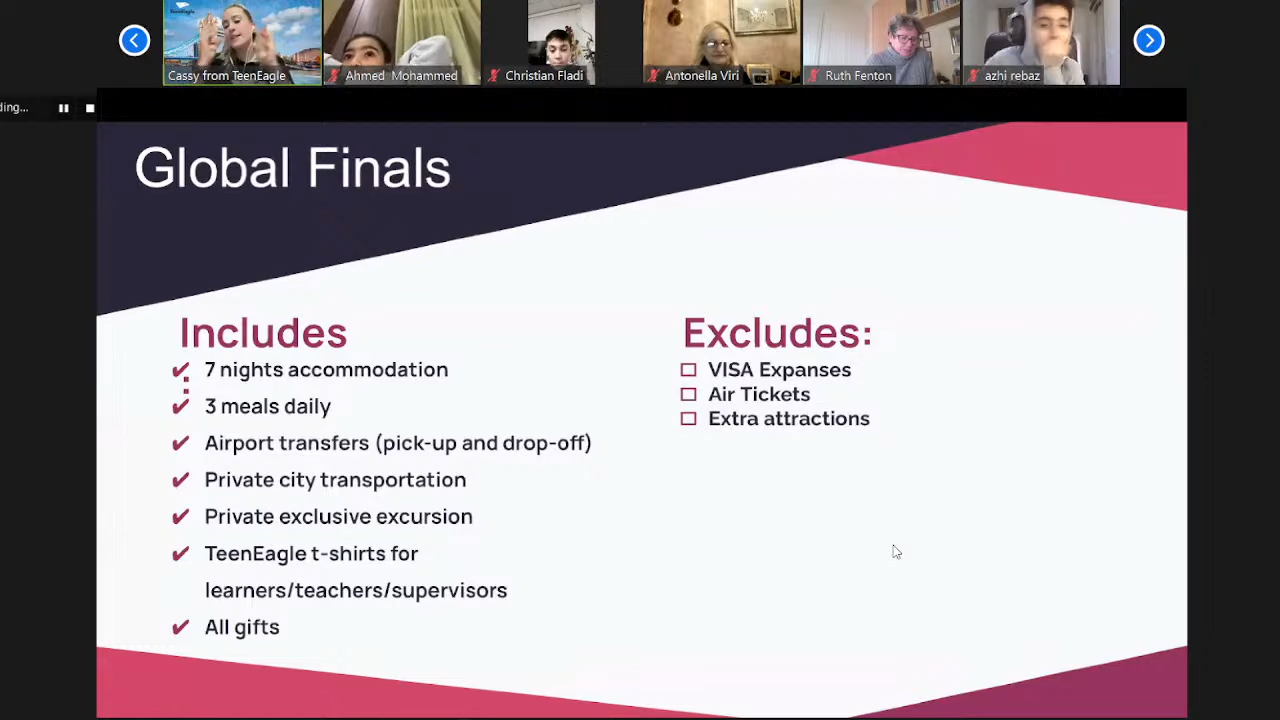 TeenEagle
Cassy from TeenEagle
Ahmed Mohammed
Christian Fladi
Antonella Viri
Ruth Fenton
azhi rebaz
ding...
Global Finals
Includes
:
✔ 7 nights accommodation
✔ 3 meals daily
✔ Airport transfers (pick-up and drop-off)
✔ Private city transportation
✔ Private exclusive excursion
✔ TeenEagle t-shirts for
learners/teachers/supervisors
✔ All gifts
Excludes:
☐ VISA Expanses
☐ Air Tickets
☐ Extra attractions